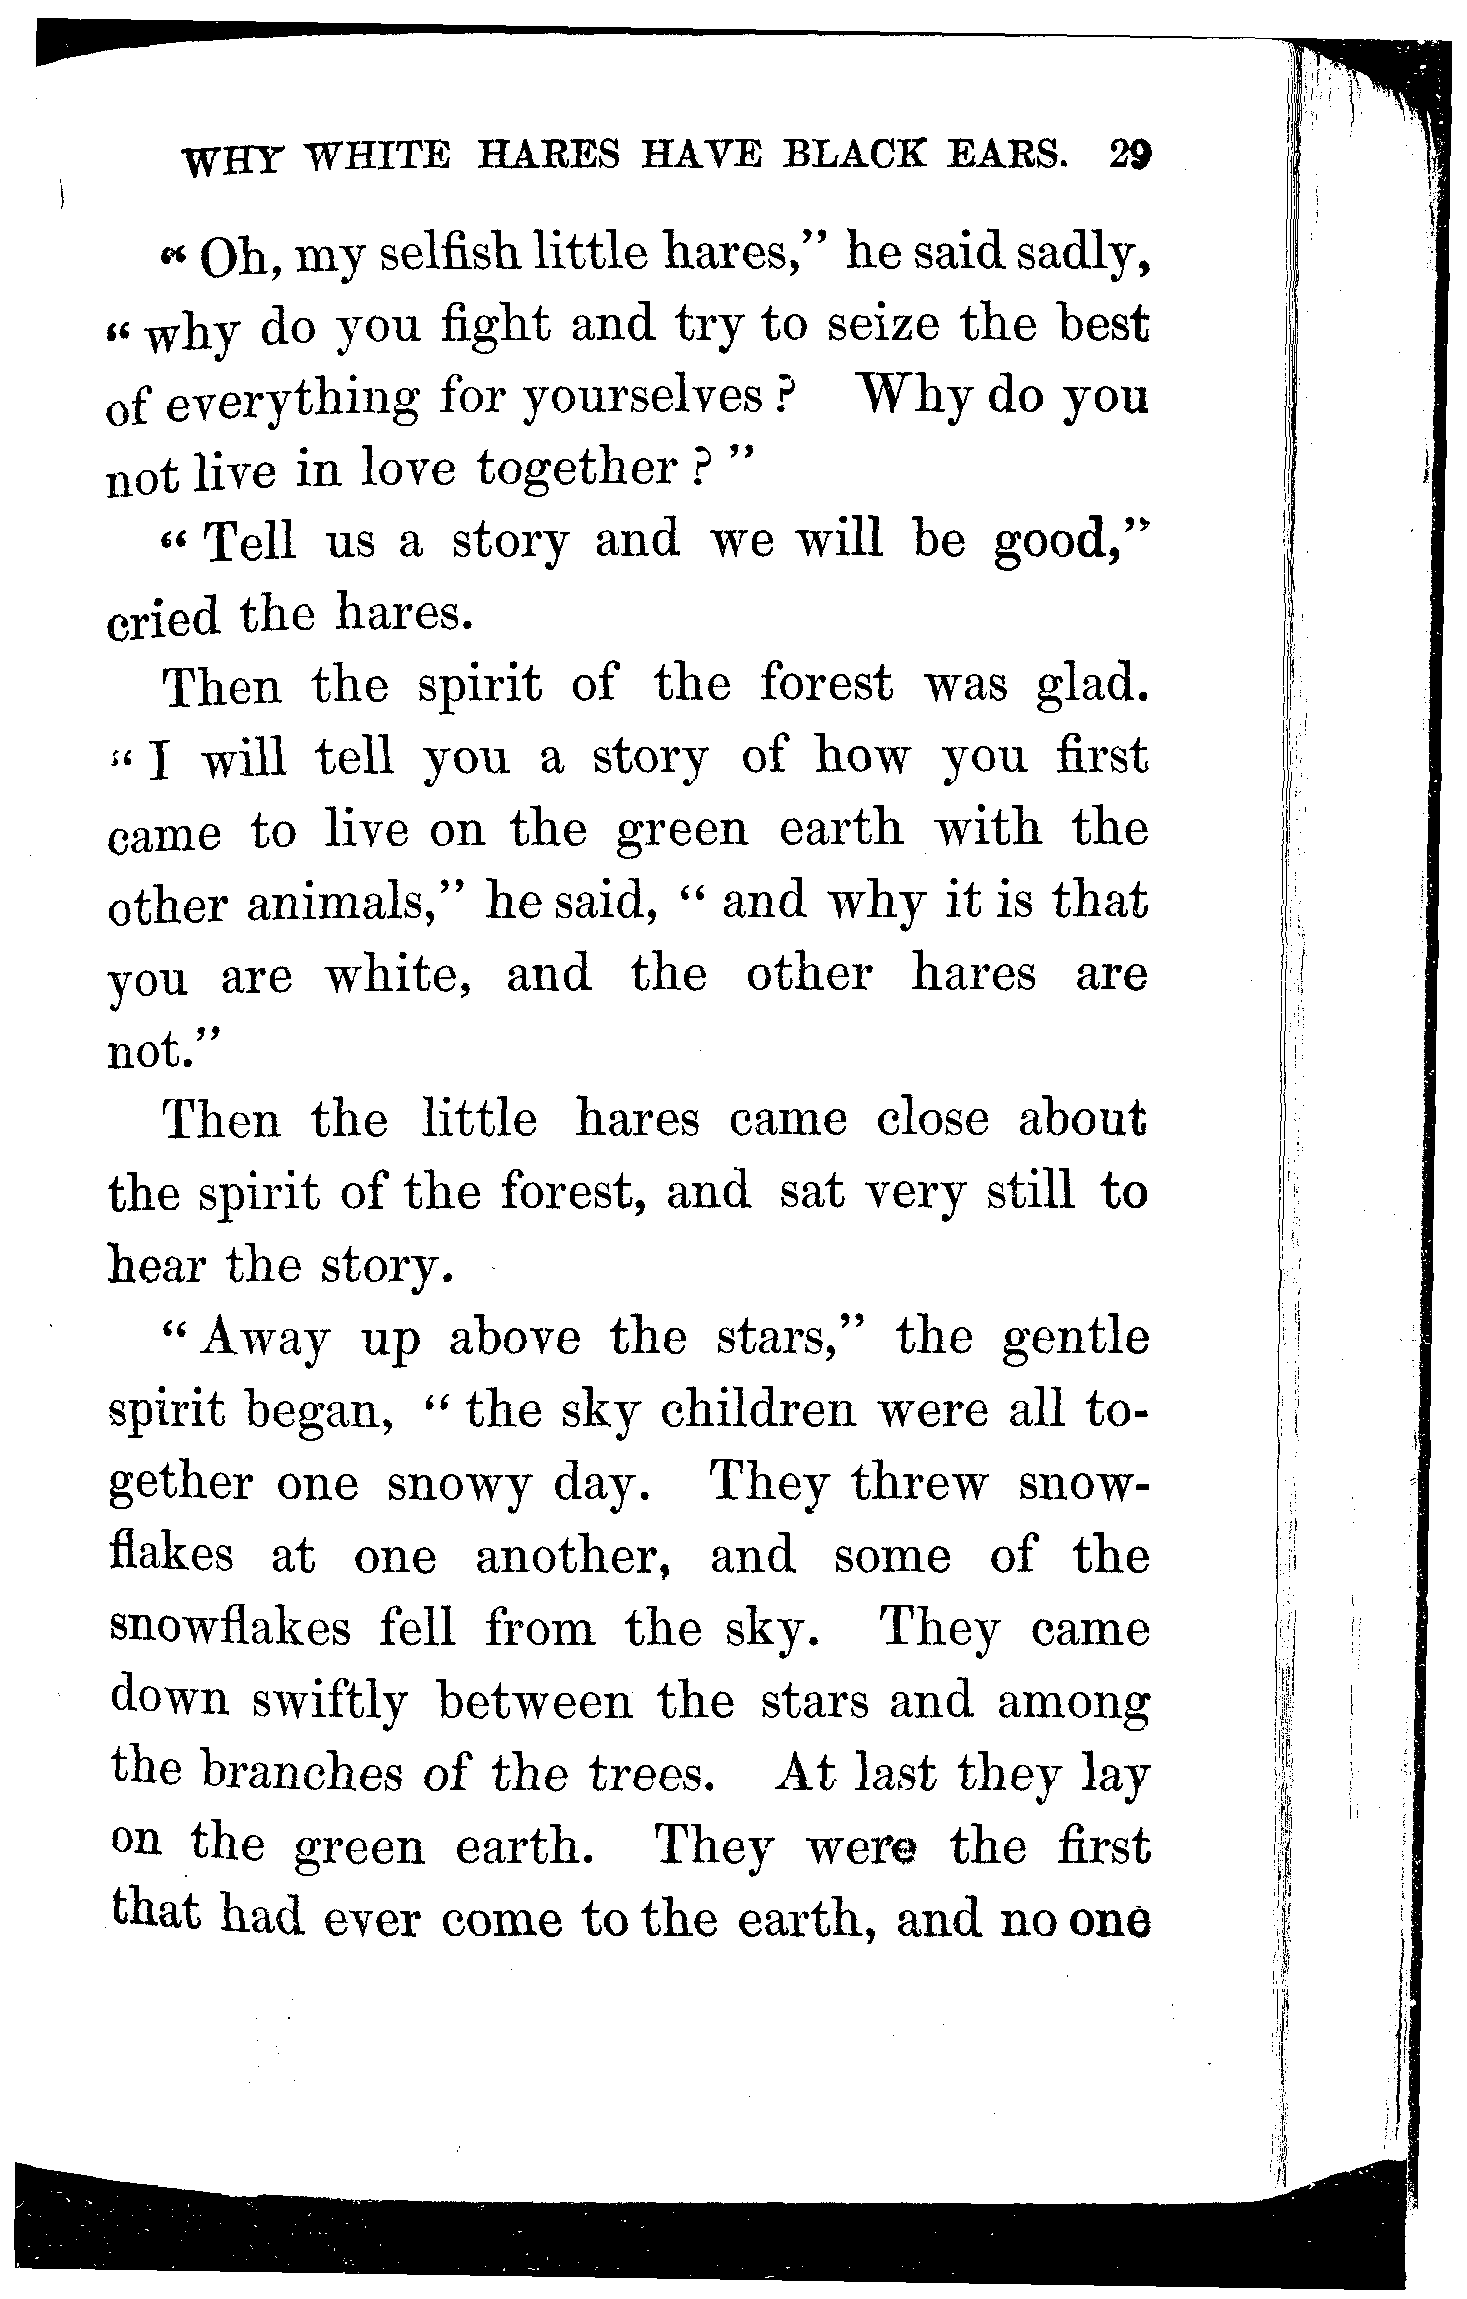 WHY WHITE HARES HAVE BLACK EARS. 29
“ Oh, my selfish little hares,” he said sadly,
“ why do you fight and try to seize the best
of everything for yourselves ? Why do you
not live in love together ? ”
“ Tell us a story and we will be good,”
cried the hares.
Then the spirit of the forest was glad.
“ I will tell you a story of how you first
came to live on the green earth with the
other animals,” he said, “ and why it is that
you are white, and the other hares are
not.”
Then the little hares came close about
the spirit of the forest, and sat very still to
hear the story.
“ Away up above the stars,” the gentle
spirit began, “ the sky children were all to-
gether one snowy day. They threw snow-
flakes at one another, and some of the
snowflakes fell from the sky. They came
down swiftly between the stars and among
the branches of the trees. At last they lay
on the green earth. They were the first
that had ever come to the earth, and no one